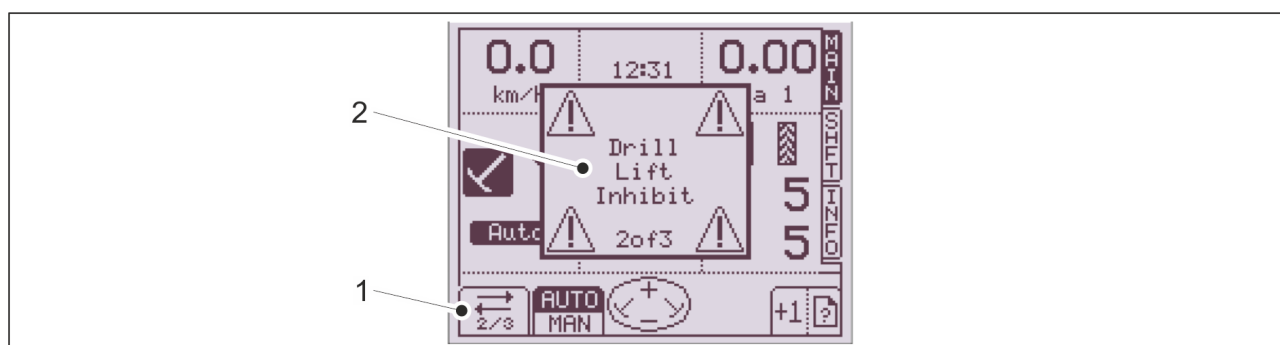 0.0
12:31
0.00
km/
a 1
MAIN
SHFT
INFO
2
Drill
Lift
Inhibit
2of3
5
5
Auto
1
2/3
AUTO
MAN
+
-
+1
?